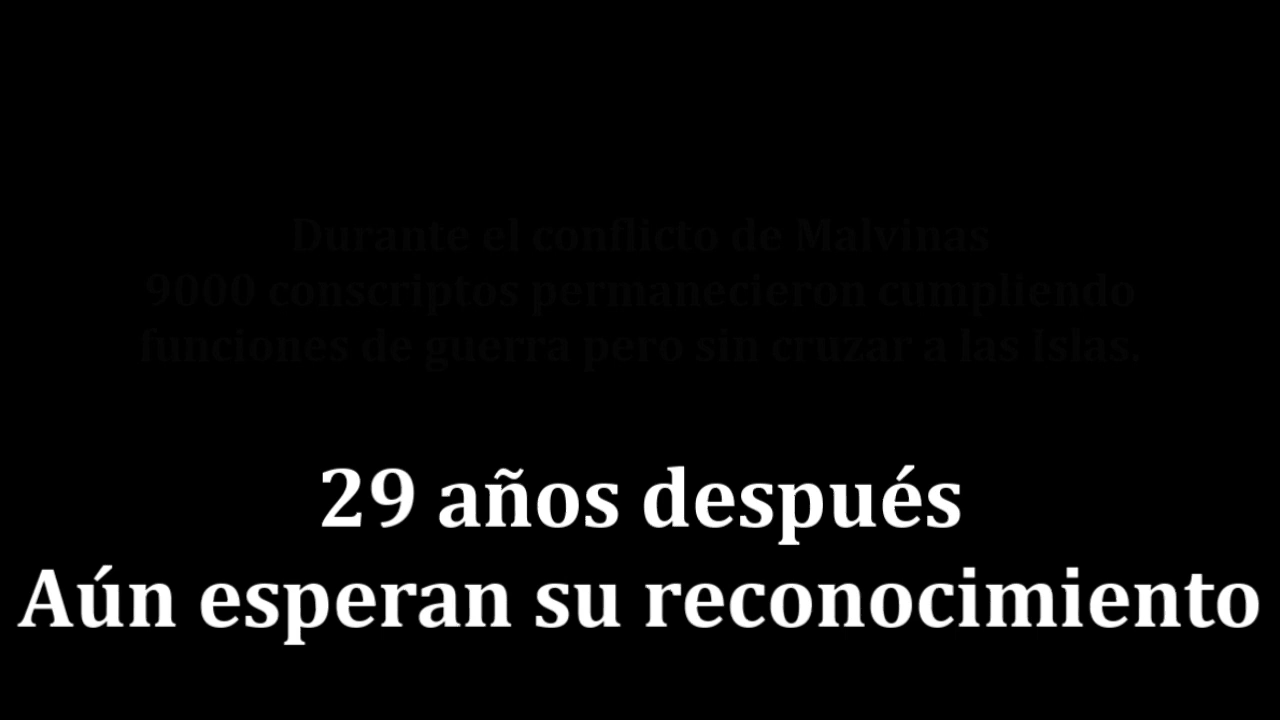 Durante el conflicto de Malvinas
9000 conscriptos permanecieron cumpliendo
funciones de guerra pero sin cruzar a las Islas.
29 años después
Aún esperan su reconocimiento